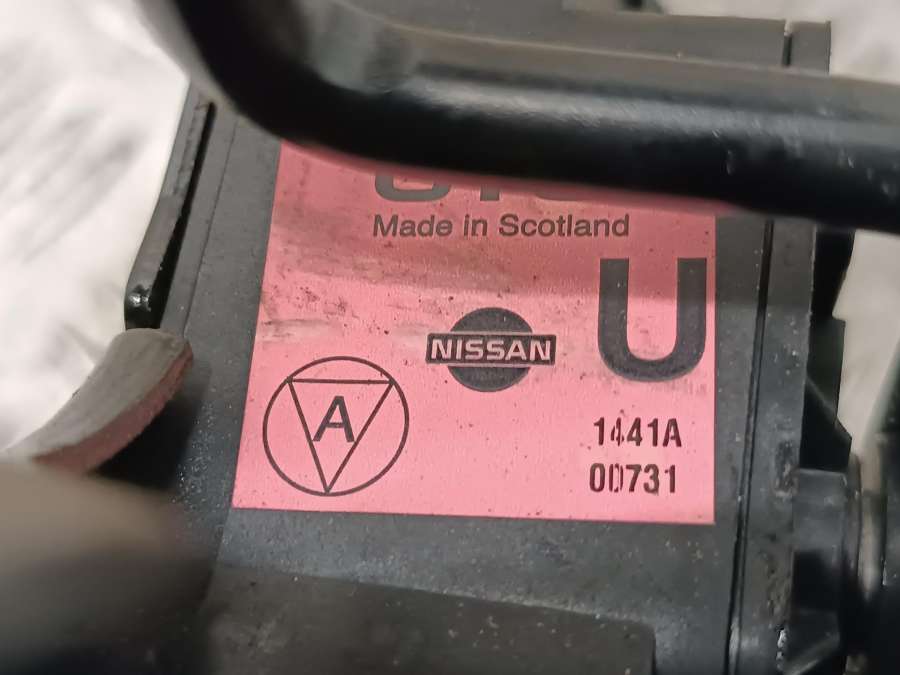 Made in Scotland
U
NISSAN
A
1441A
00731